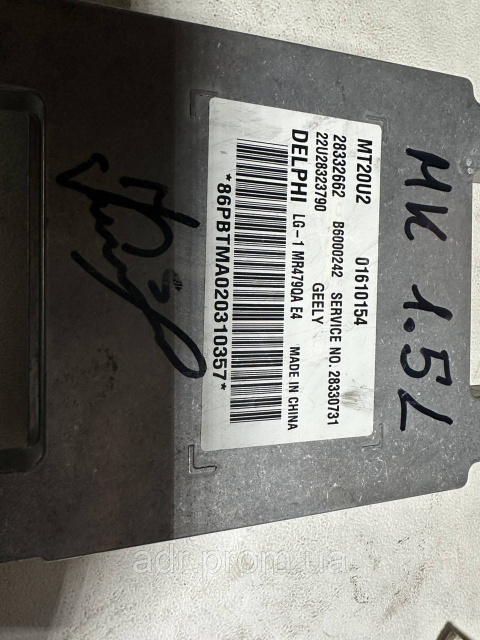 MK 1.5L
MT20U2 01610154
28332662 B6000242 SERVICE NO. 28330731
22U28323790 GEELY
DELPHI LG-1 MR479QA E4 MADE IN CHINA
*86PBTMA020310357*
adr.prom.ua